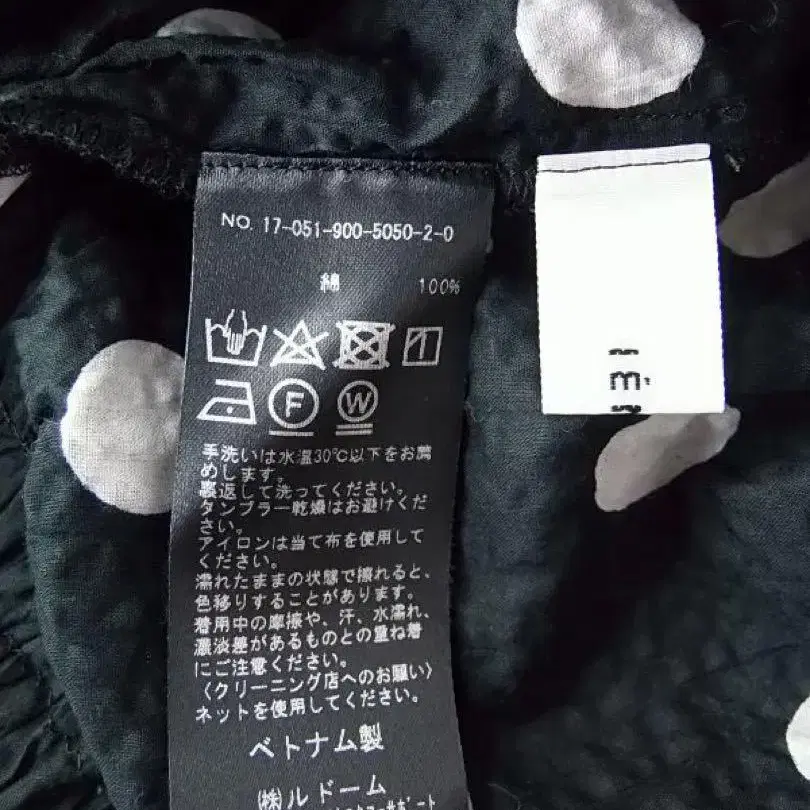 NO. 17-051-900-5050-2-0
綿 100%
F W
手洗いは水温30℃以下をお薦
めします。
裏返して洗ってください。
タンブラー乾燥はお避けくだ
さい。
アイロンは当て布を使用して
ください。
濡れたままの状態で擦れると、
色移りすることがあります。
着用中の摩擦や、汗、水濡れ、
濃淡差があるものとの重ね着
にご注意ください。
〈クリーニング店へのお願い〉
ネットを使用してください。
ベトナム製
㈱ルドーム